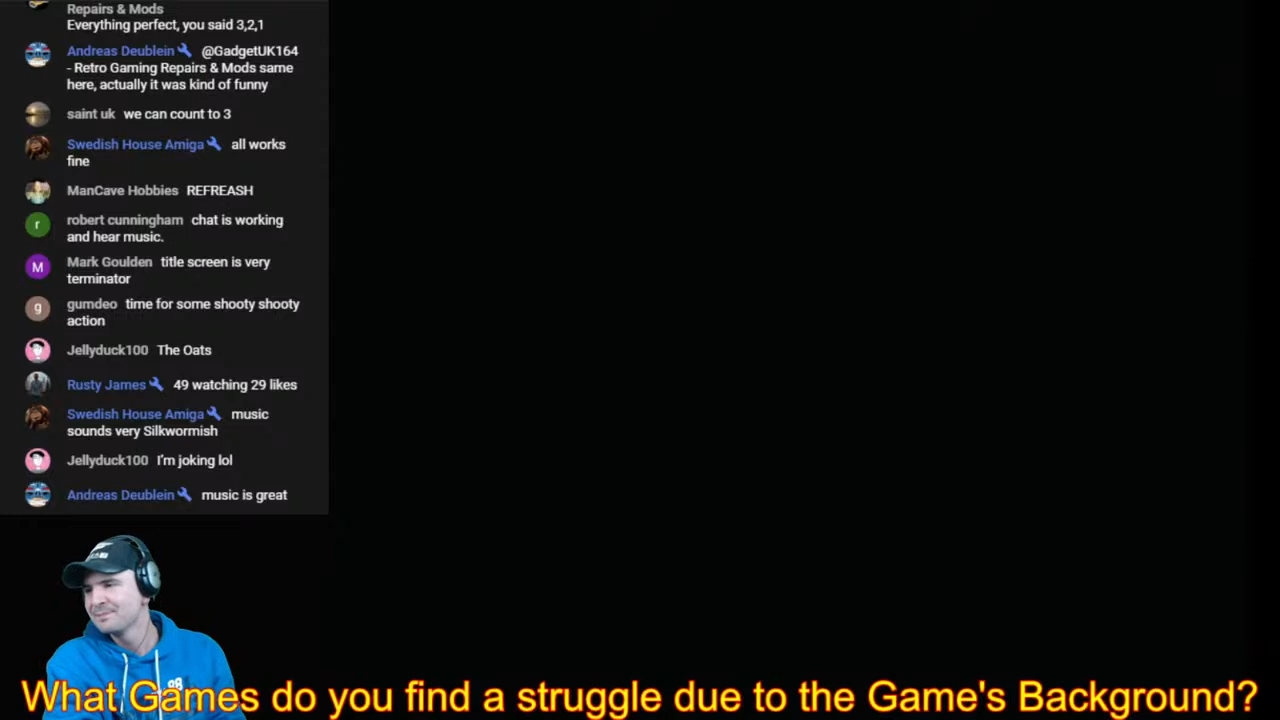 Repairs & Mods
Everything perfect, you said 3,2,1
Andreas Deublein @GadgetUK164
- Retro Gaming Repairs & Mods same
here, actually it was kind of funny
saint uk we can count to 3
Swedish House Amiga all works
fine
ManCave Hobbies REFREASH
r
robert cunningham chat is working
and hear music.
M
Mark Goulden title screen is very
terminator
g
gumdeo time for some shooty shooty
action
Jellyduck100 The Oats
Rusty James 49 watching 29 likes
Swedish House Amiga music
sounds very Silkwormish
Jellyduck100 I'm joking lol
Andreas Deublein music is great
What Games do you find a struggle due to the Game's Background?